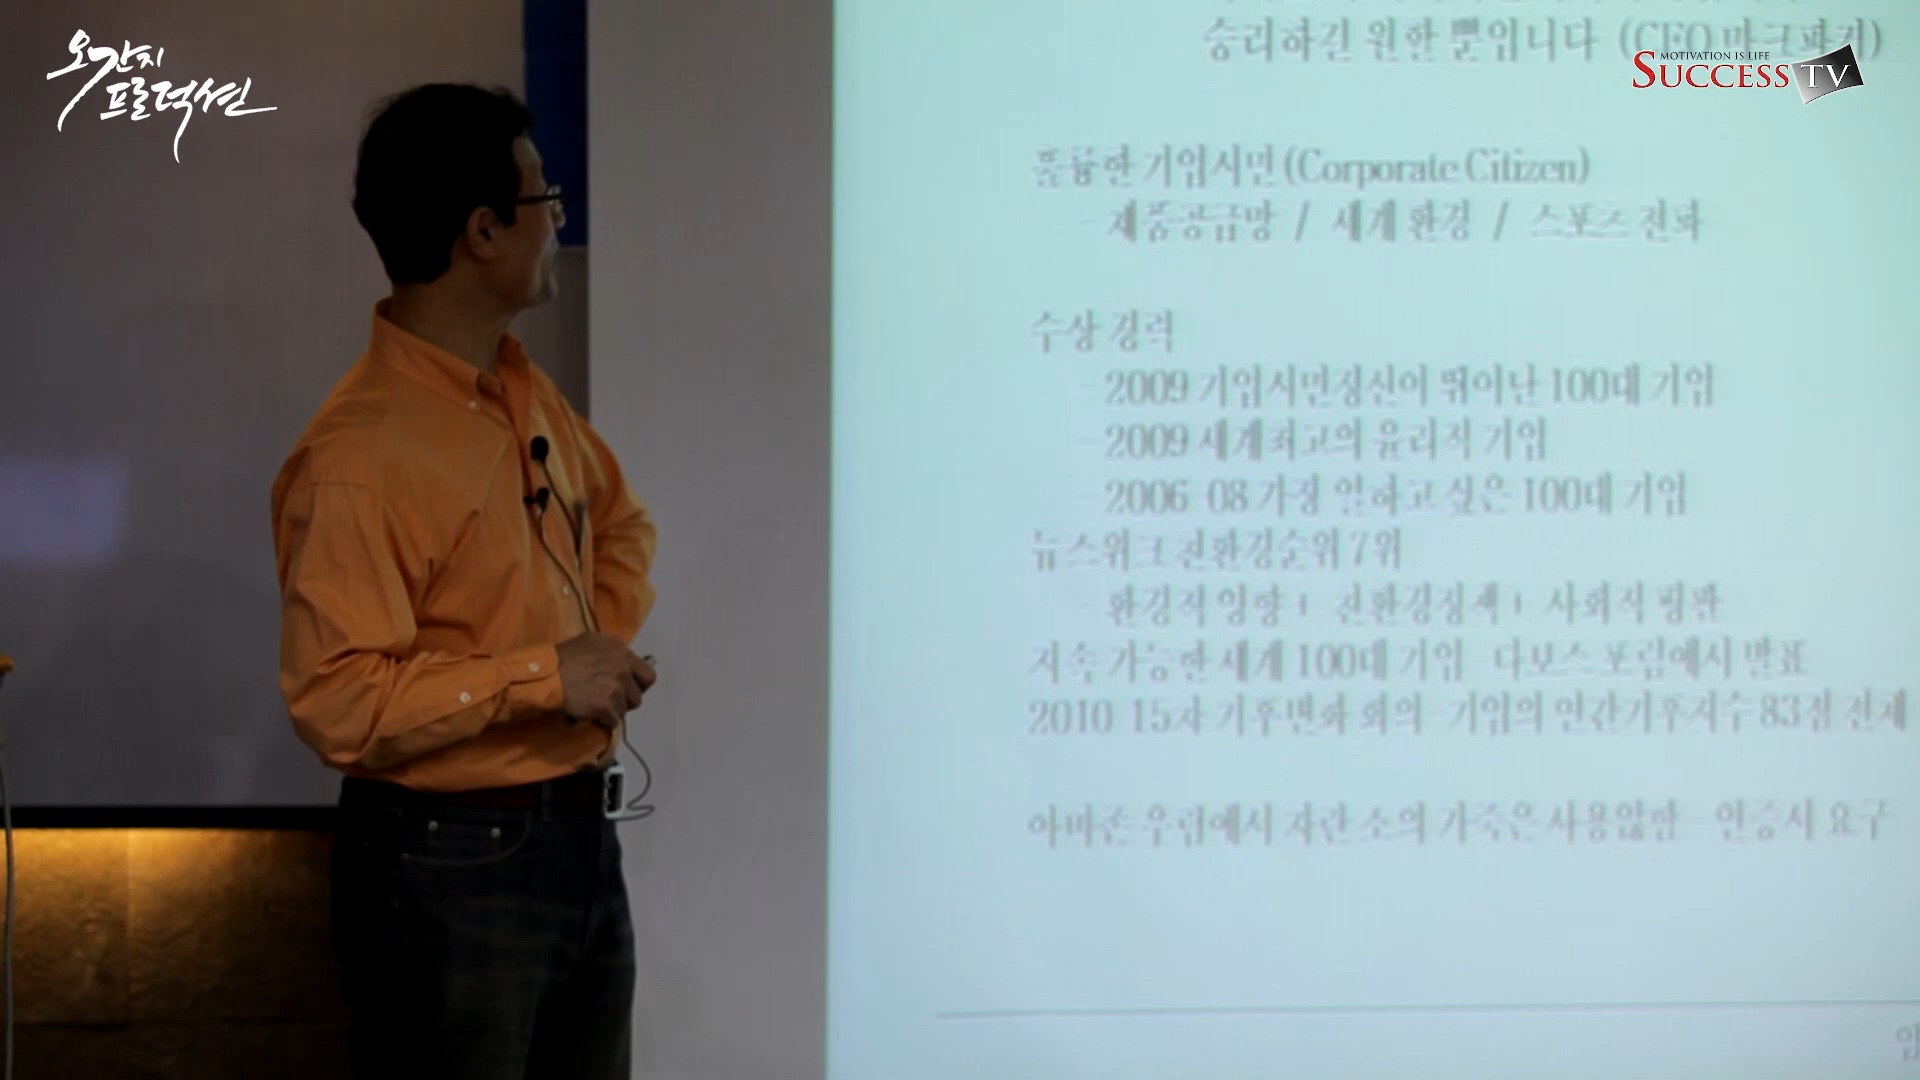 오간지
프로덕션
MOTIVATION IS LIFE
SUCCESS TV
승리하길 원할 뿐입니다 (CEO 마크파커)
훌륭한 기업시민 (Corporate Citizen)
- 제품공급망 / 세계 환경 / 스포츠 진화
수상 경력
- 2009 기업시민정신이 뛰어난 100대 기업
- 2009 세계최고의 윤리적 기업
- 2006-08 가장 일하고 싶은 100대 기업
뉴스위크 친환경순위 7위
- 환경적 영향 + 친환경정책 + 사회적 평판
지속 가능한 세계 100대 기업 - 다보스 포럼에서 발표
2010 15차 기후변화 회의 - 기업의 연간기후지수 83점 전세
아마존 우림에서 자란 소의 가죽은 사용않함 - 인증서 요구